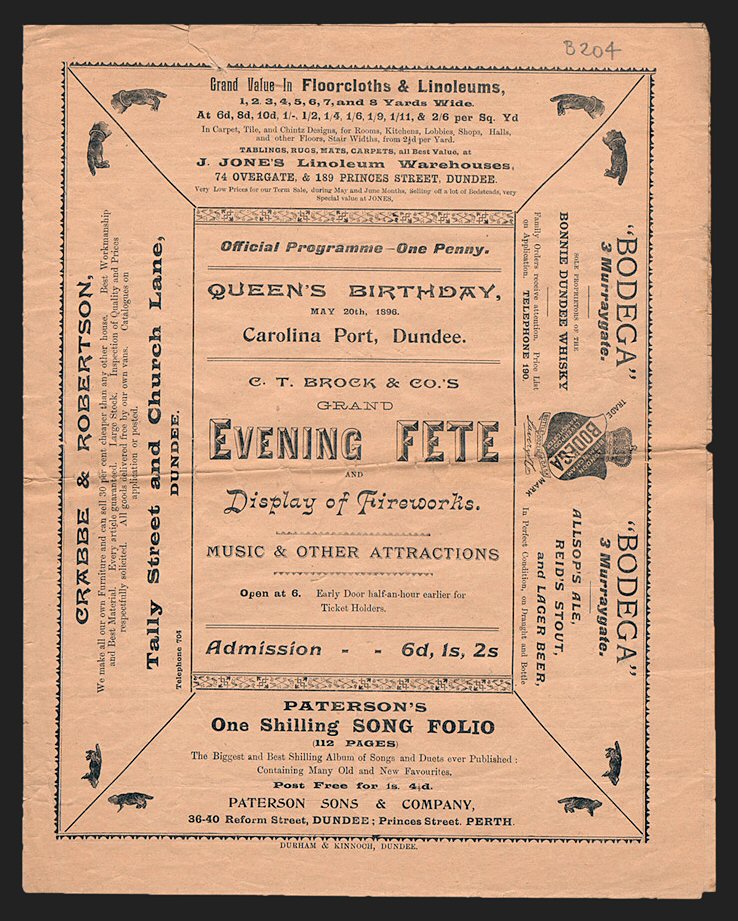 B 204
Grand Value In Floorcloths & Linoleums,
1, 2, 3, 4, 5, 6, 7, and 8 Yards Wide.
At 6d, 8d, 10d, 1/-, 1/2, 1/4, 1/6, 1/9, 1/11, & 2/6 per Sq. Yd
In Carpet, Tile, and Chintz Designs, for Rooms, Kitchens, Lobbies, Shops, Halls,
and other Floors, Stair Widths, from 2½d per Yard.
TABLINGS, RUGS, MATS, CARPETS, all Best Value, at
J. JONE'S Linoleum Warehouses,
74 OVERGATE, & 189 PRINCES STREET, DUNDEE.
Very Low Prices for our Term Sale, during May and June Months, Selling off a lot of Bedsteads, very
Special value at JONES,
CRABBE & ROBERTSON,
We make all our own Furniture and can sell 30 per cent cheaper than any other house. Best Workmanship
and Best Material. Every article guaranteed. Large Stock. Inspection of Quality and Prices
respectfully solicited. All goods delivered free by our own vans. Catalogues on
application or posted.
Tally Street and Church Lane,
DUNDEE.
Telephone 704
Official Programme—One Penny.
QUEEN'S BIRTHDAY,
MAY 20th, 1896.
Carolina Port, Dundee.
C. T. BROCK & CO.'S
GRAND
EVENING FETE
AND
Display of Fireworks.
MUSIC & OTHER ATTRACTIONS
Open at 6. Early Door half-an-hour earlier for
Ticket Holders.
Admission - - 6d, 1s, 2s
"BODEGA"
3 Murraygate.
SOLE PROPRIETORS OF THE
BONNIE DUNDEE WHISKY
Family Orders receive attention. Price List
on Application. TELEPHONE 190.
TRADE
MARK
"BODEGA"
3 Murraygate.
ALLSOP'S ALE,
REID'S STOUT,
and LAGER BEER,
In Perfect Condition, on Draught and Bottle
PATERSON'S
One Shilling SONG FOLIO
(112 PAGES)
The Biggest and Best Shilling Album of Songs and Duets ever Published:
Containing Many Old and New Favourites.
Post Free for 1s. 4½d.
PATERSON SONS & COMPANY,
36-40 Reform Street, DUNDEE; Princes Street. PERTH.
DURHAM & KINNOCH, DUNDEE.